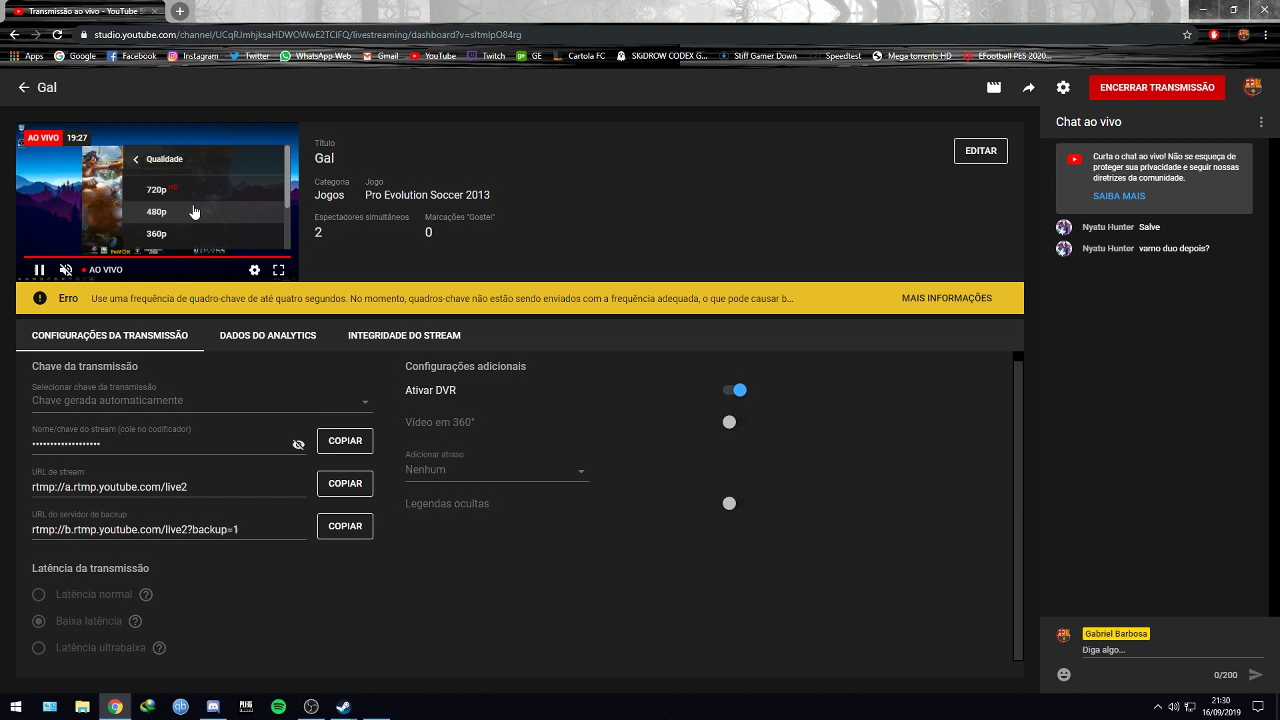 Transmissão ao vivo - YouTube S
studio.youtube.com/channel/UCqRJmhjksaHDWOWwE2TCIFQ/livestreaming/dashboard?v=sltmlpO84rg
Apps
Google
Facebook
Instagram
Twitter
WhatsApp Web
Gmail
YouTube
Twitch
GE
Cartola FC
SKiDROW CODEX G...
Stiff Gamer Down
Speedtest
Mega torrents HD
EFootball PES 2020...
Gal
ENCERRAR TRANSMISSÃO
AO VIVO 19:27
Qualidade
720p HD
480p
360p
AO VIVO
Título
Gal
EDITAR
Categoria
Jogos
Jogo
Pro Evolution Soccer 2013
Espectadores simultâneos
2
Marcações "Gostei"
0
Erro Use uma frequência de quadro-chave de até quatro segundos. No momento, quadros-chave não estão sendo enviados com a frequência adequada, o que pode causar b...
MAIS INFORMAÇÕES
CONFIGURAÇÕES DA TRANSMISSÃO
DADOS DO ANALYTICS
INTEGRIDADE DO STREAM
Chave da transmissão
Selecionar chave da transmissão
Chave gerada automaticamente
Nome/chave do stream (cole no codificador)
••••••••••••••••••••
COPIAR
URL de stream
rtmp://a.rtmp.youtube.com/live2
COPIAR
URL do servidor de backup
rtmp://b.rtmp.youtube.com/live2?backup=1
COPIAR
Latência da transmissão
Latência normal
Baixa latência
Latência ultrabaixa
Configurações adicionais
Ativar DVR
Vídeo em 360°
Adicionar atraso
Nenhum
Legendas ocultas
Chat ao vivo
Curta o chat ao vivo! Não se esqueça de
proteger sua privacidade e seguir nossas
diretrizes da comunidade.
SAIBA MAIS
Nyatu Hunter Salve
Nyatu Hunter vamo duo depois?
Gabriel Barbosa
Diga algo...
0/200
21:30
16/09/2019